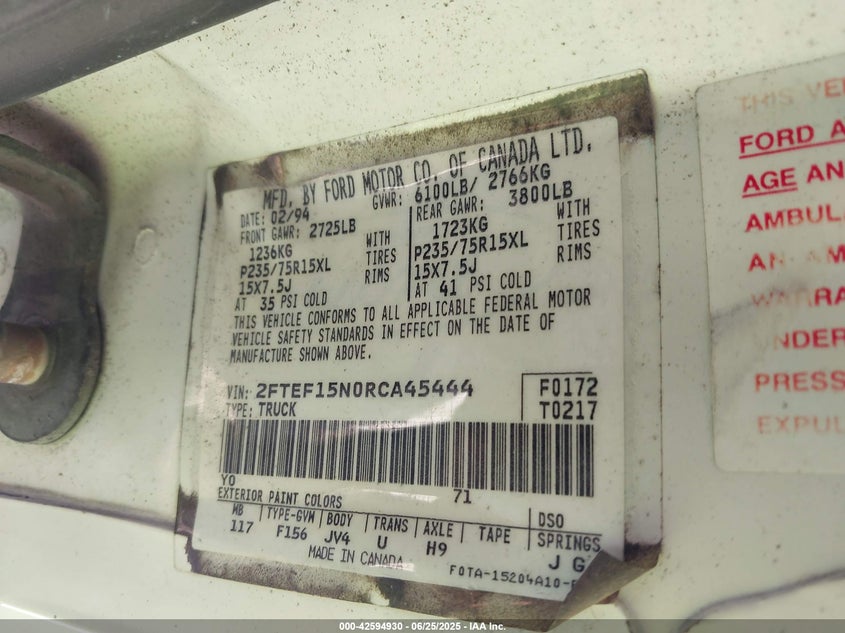 MFD. BY FORD MOTOR CO. OF CANADA LTD.
DATE: 02/94
GVWR: 6100LB/ 2766KG
FRONT GAWR: 2725LB
1236KG WITH
P235/75R15XL TIRES
15X7.5J RIMS
AT 35 PSI COLD
REAR GAWR: 3800LB
1723KG WITH
P235/75R15XL TIRES
15X7.5J RIMS
AT 41 PSI COLD
THIS VEHICLE CONFORMS TO ALL APPLICABLE FEDERAL MOTOR
VEHICLE SAFETY STANDARDS IN EFFECT ON THE DATE OF
MANUFACTURE SHOWN ABOVE.
VIN: 2FTEF15N0RCA45444
TYPE: TRUCK
F0172
T0217
YO 71
EXTERIOR PAINT COLORS
DSO
WB TYPE-GVW BODY TRANS AXLE TAPE SPRINGS
117 F156 JV4 U H9 J G
MADE IN CANADA
F0TA-15204A10-
THIS VE
FORD A
AGE AN
AMBUL
AN AM
WARRA
UNDER
PRESS
EXPUL
000-42594930 - 06/25/2025 - IAA Inc.